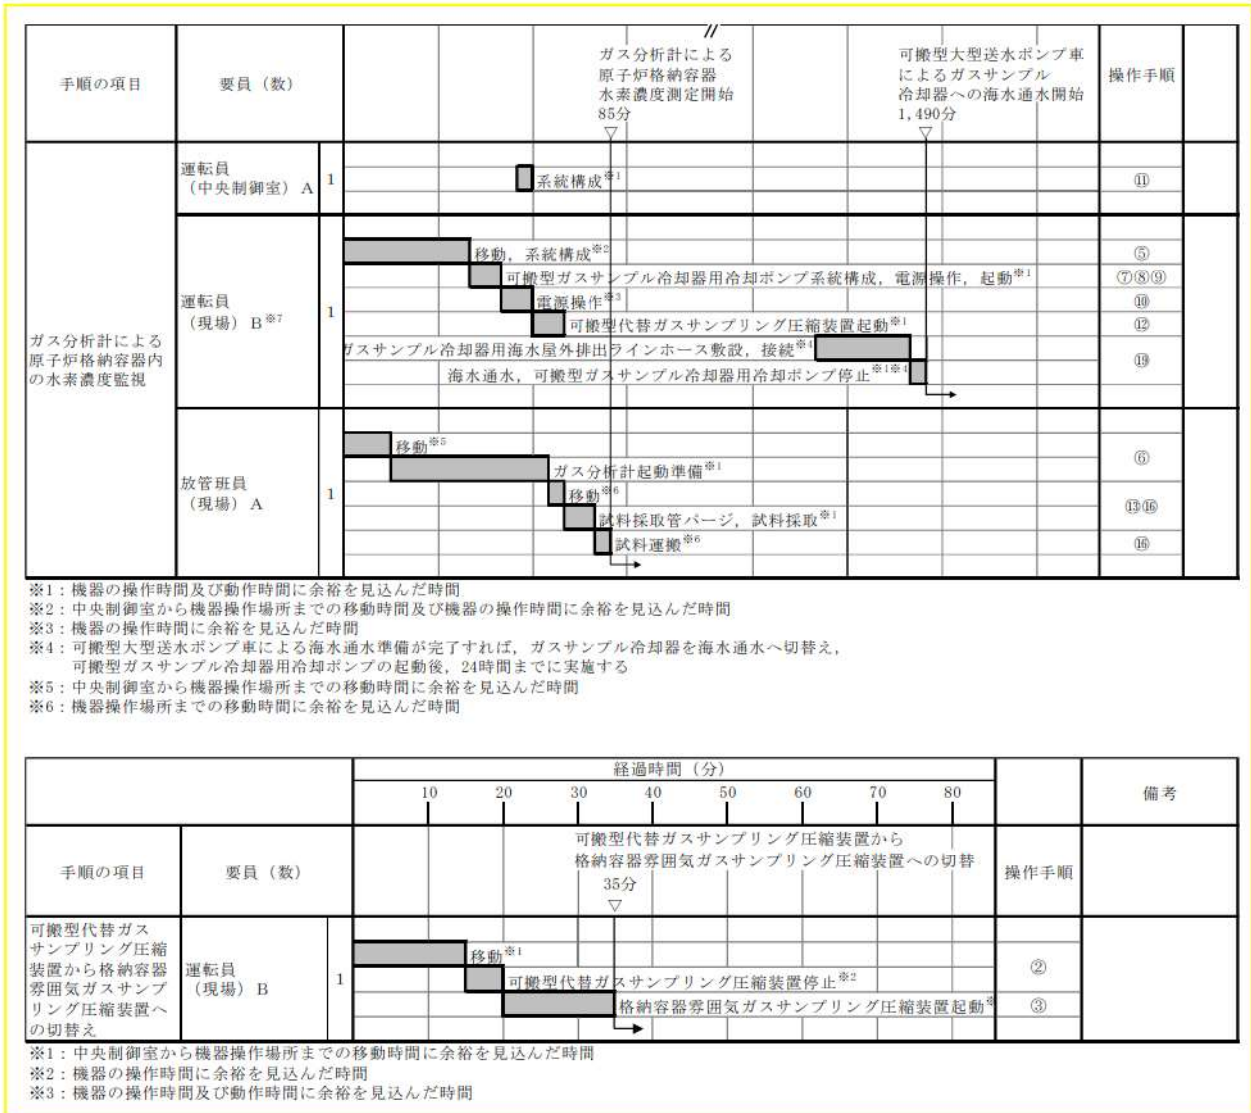 手順の項目
要員（数）
ガス分析計による
原子炉格納容器
水素濃度測定開始
85分
▽
可搬型大型送水ポンプ車
によるガスサンプル
冷却器への海水通水開始
1,490分
▽
操作手順
ガス分析計による
原子炉格納容器内
の水素濃度監視
運転員
（中央制御室）A
1
系統構成※1
⑪
運転員
（現場）B※7
1
移動，系統構成※2
⑤
可搬型ガスサンプル冷却器用冷却ポンプ系統構成，電源操作，起動※1
⑦⑧⑨
電源操作※3
⑩
可搬型代替ガスサンプリング圧縮装置起動※1
⑫
ガスサンプル冷却器用海水屋外排出ラインホース敷設，接続※4
海水通水，可搬型ガスサンプル冷却器用冷却ポンプ停止※1※4
⑲
放管班員
（現場）A
1
移動※5
ガス分析計起動準備※1
⑥
移動※6
試料採取管パージ，試料採取※1
⑬⑯
試料運搬※6
⑯
※1：機器の操作時間及び動作時間に余裕を見込んだ時間
※2：中央制御室から機器操作場所までの移動時間及び機器の操作時間に余裕を見込んだ時間
※3：機器の操作時間に余裕を見込んだ時間
※4：可搬型大型送水ポンプ車による海水通水準備が完了すれば，ガスサンプル冷却器を海水通水へ切替え，
可搬型ガスサンプル冷却器用冷却ポンプの起動後，24時間までに実施する
※5：中央制御室から機器操作場所までの移動時間に余裕を見込んだ時間
※6：機器操作場所までの移動時間に余裕を見込んだ時間
経過時間（分）
10 20 30 40 50 60 70 80
備考
手順の項目
要員（数）
可搬型代替ガスサンプリング圧縮装置から
格納容器雰囲気ガスサンプリング圧縮装置への切替
35分
▽
操作手順
可搬型代替ガス
サンプリング圧縮
装置から格納容器
雰囲気ガスサンプ
リング圧縮装置へ
の切替え
運転員
（現場）B
1
移動※1
可搬型代替ガスサンプリング圧縮装置停止※2
②
格納容器雰囲気ガスサンプリング圧縮装置起動※
③
※1：中央制御室から機器操作場所までの移動時間に余裕を見込んだ時間
※2：機器の操作時間に余裕を見込んだ時間
※3：機器の操作時間及び動作時間に余裕を見込んだ時間